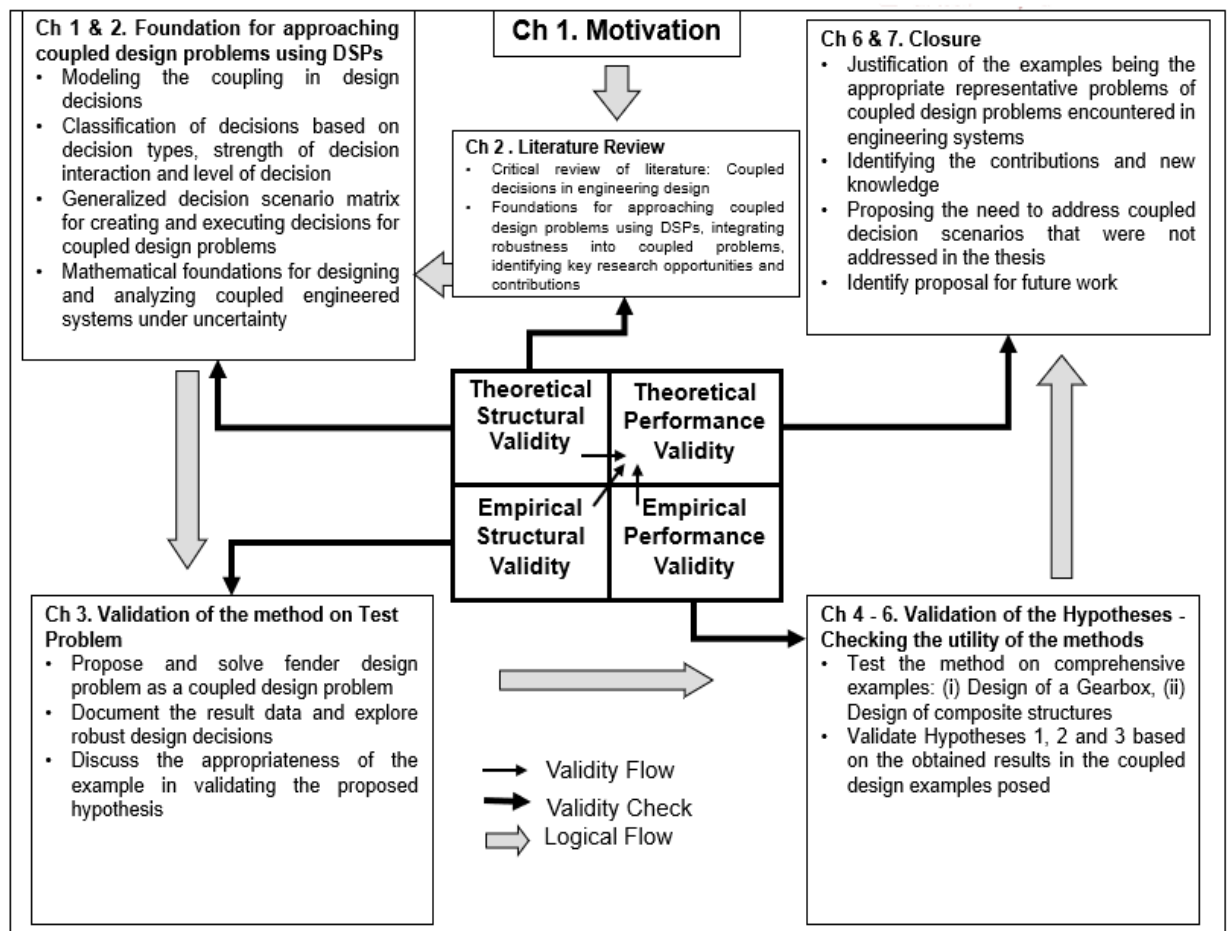 Ch 1. Motivation
Ch 1 & 2. Foundation for approaching
coupled design problems using DSPs
• Modeling the coupling in design
decisions
• Classification of decisions based on
decision types, strength of decision
interaction and level of decision
• Generalized decision scenario matrix
for creating and executing decisions for
coupled design problems
• Mathematical foundations for designing
and analyzing coupled engineered
systems under uncertainty
Ch 2 . Literature Review
• Critical review of literature: Coupled
decisions in engineering design
• Foundations for approaching coupled
design problems using DSPs, integrating
robustness into coupled problems,
identifying key research opportunities and
contributions
Ch 6 & 7. Closure
• Justification of the examples being the
appropriate representative problems of
coupled design problems encountered in
engineering systems
• Identifying the contributions and new
knowledge
• Proposing the need to address coupled
decision scenarios that were not
addressed in the thesis
• Identify proposal for future work
Theoretical
Structural
Validity
Theoretical
Performance
Validity
Empirical
Structural
Validity
Empirical
Performance
Validity
Ch 3. Validation of the method on Test
Problem
• Propose and solve fender design
problem as a coupled design problem
• Document the result data and explore
robust design decisions
• Discuss the appropriateness of the
example in validating the proposed
hypothesis
Validity Flow
Validity Check
Logical Flow
Ch 4 - 6. Validation of the Hypotheses -
Checking the utility of the methods
• Test the method on comprehensive
examples: (i) Design of a Gearbox, (ii)
Design of composite structures
• Validate Hypotheses 1, 2 and 3 based
on the obtained results in the coupled
design examples posed